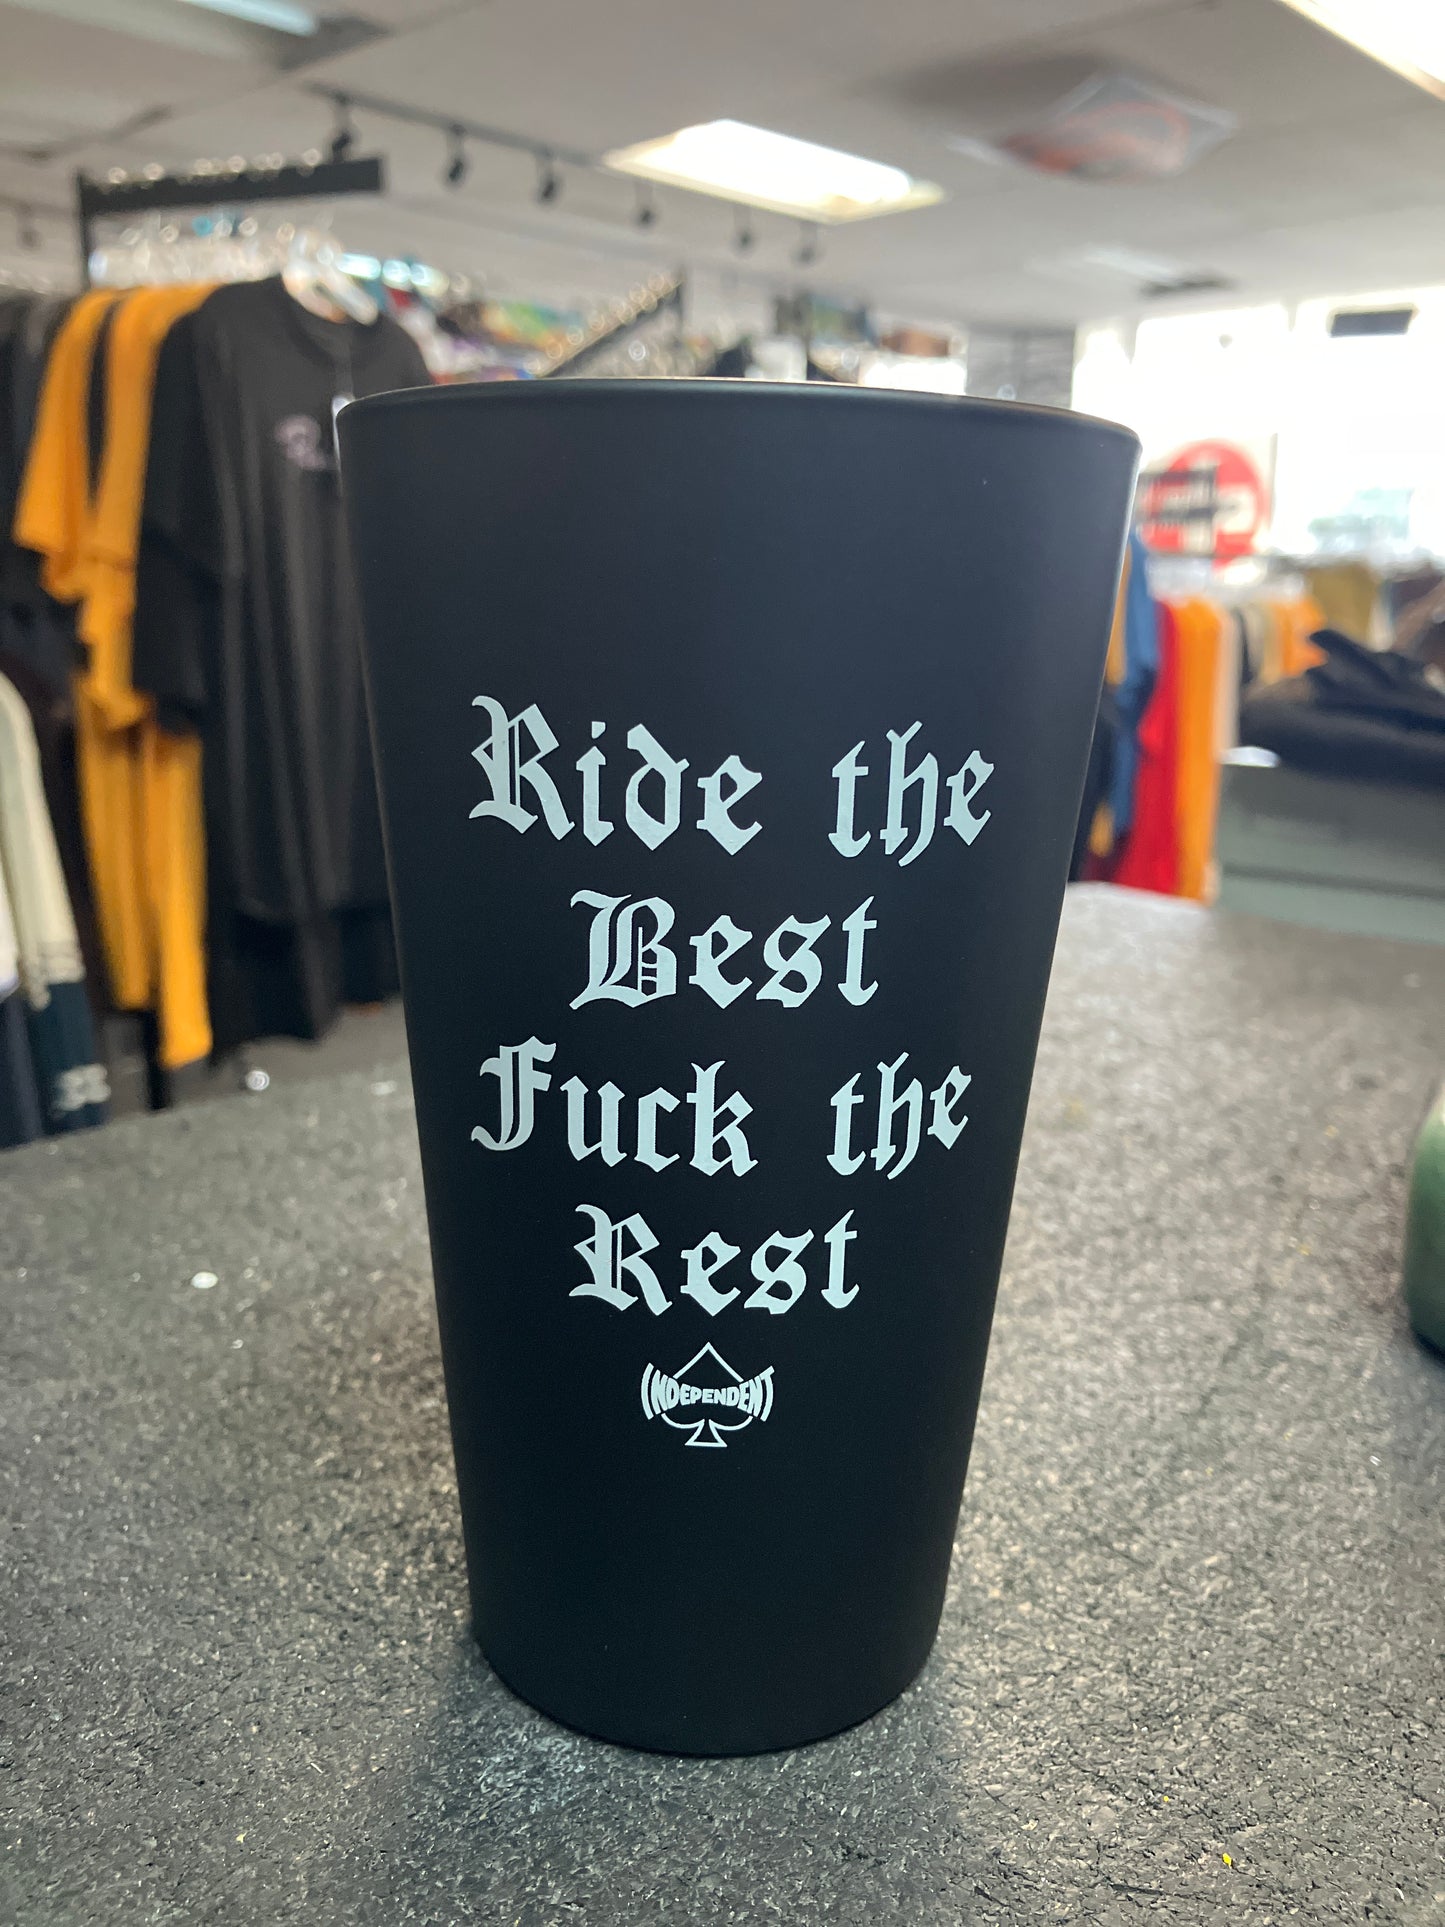 Ride the
Best
Fuck the
Rest
INDEPENDENT